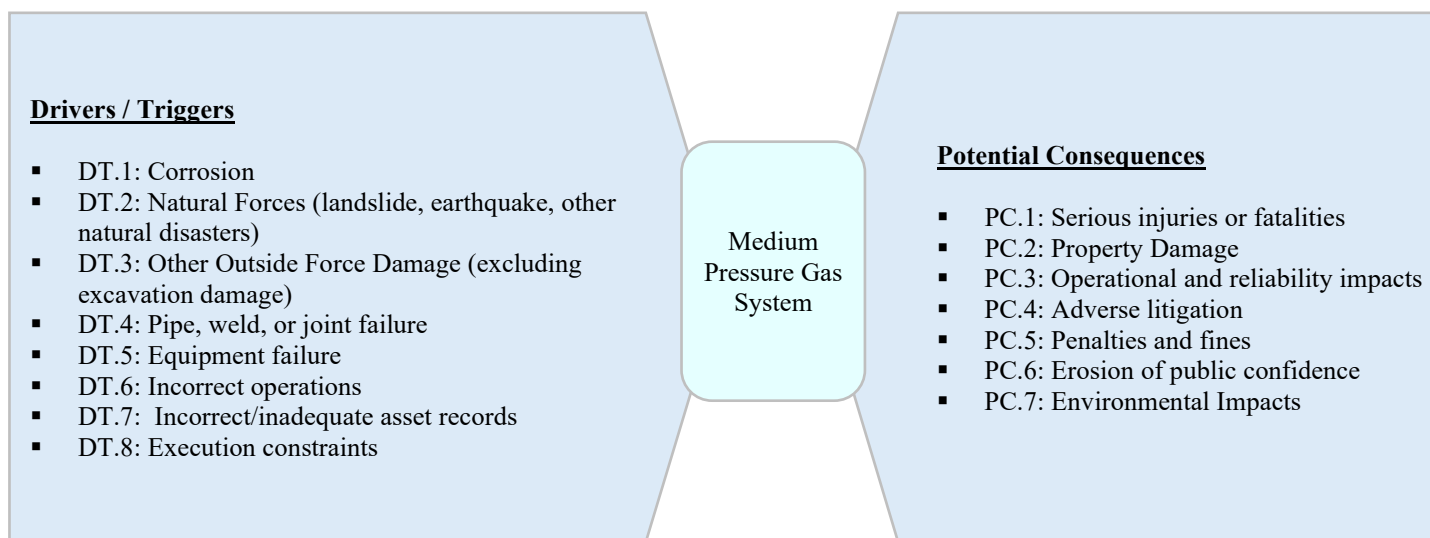 Drivers / Triggers
▪ DT.1: Corrosion
▪ DT.2: Natural Forces (landslide, earthquake, other
natural disasters)
▪ DT.3: Other Outside Force Damage (excluding
excavation damage)
▪ DT.4: Pipe, weld, or joint failure
▪ DT.5: Equipment failure
▪ DT.6: Incorrect operations
▪ DT.7:  Incorrect/inadequate asset records
▪ DT.8: Execution constraints
Medium
Pressure Gas
System
Potential Consequences
▪ PC.1: Serious injuries or fatalities
▪ PC.2: Property Damage
▪ PC.3: Operational and reliability impacts
▪ PC.4: Adverse litigation
▪ PC.5: Penalties and fines
▪ PC.6: Erosion of public confidence
▪ PC.7: Environmental Impacts